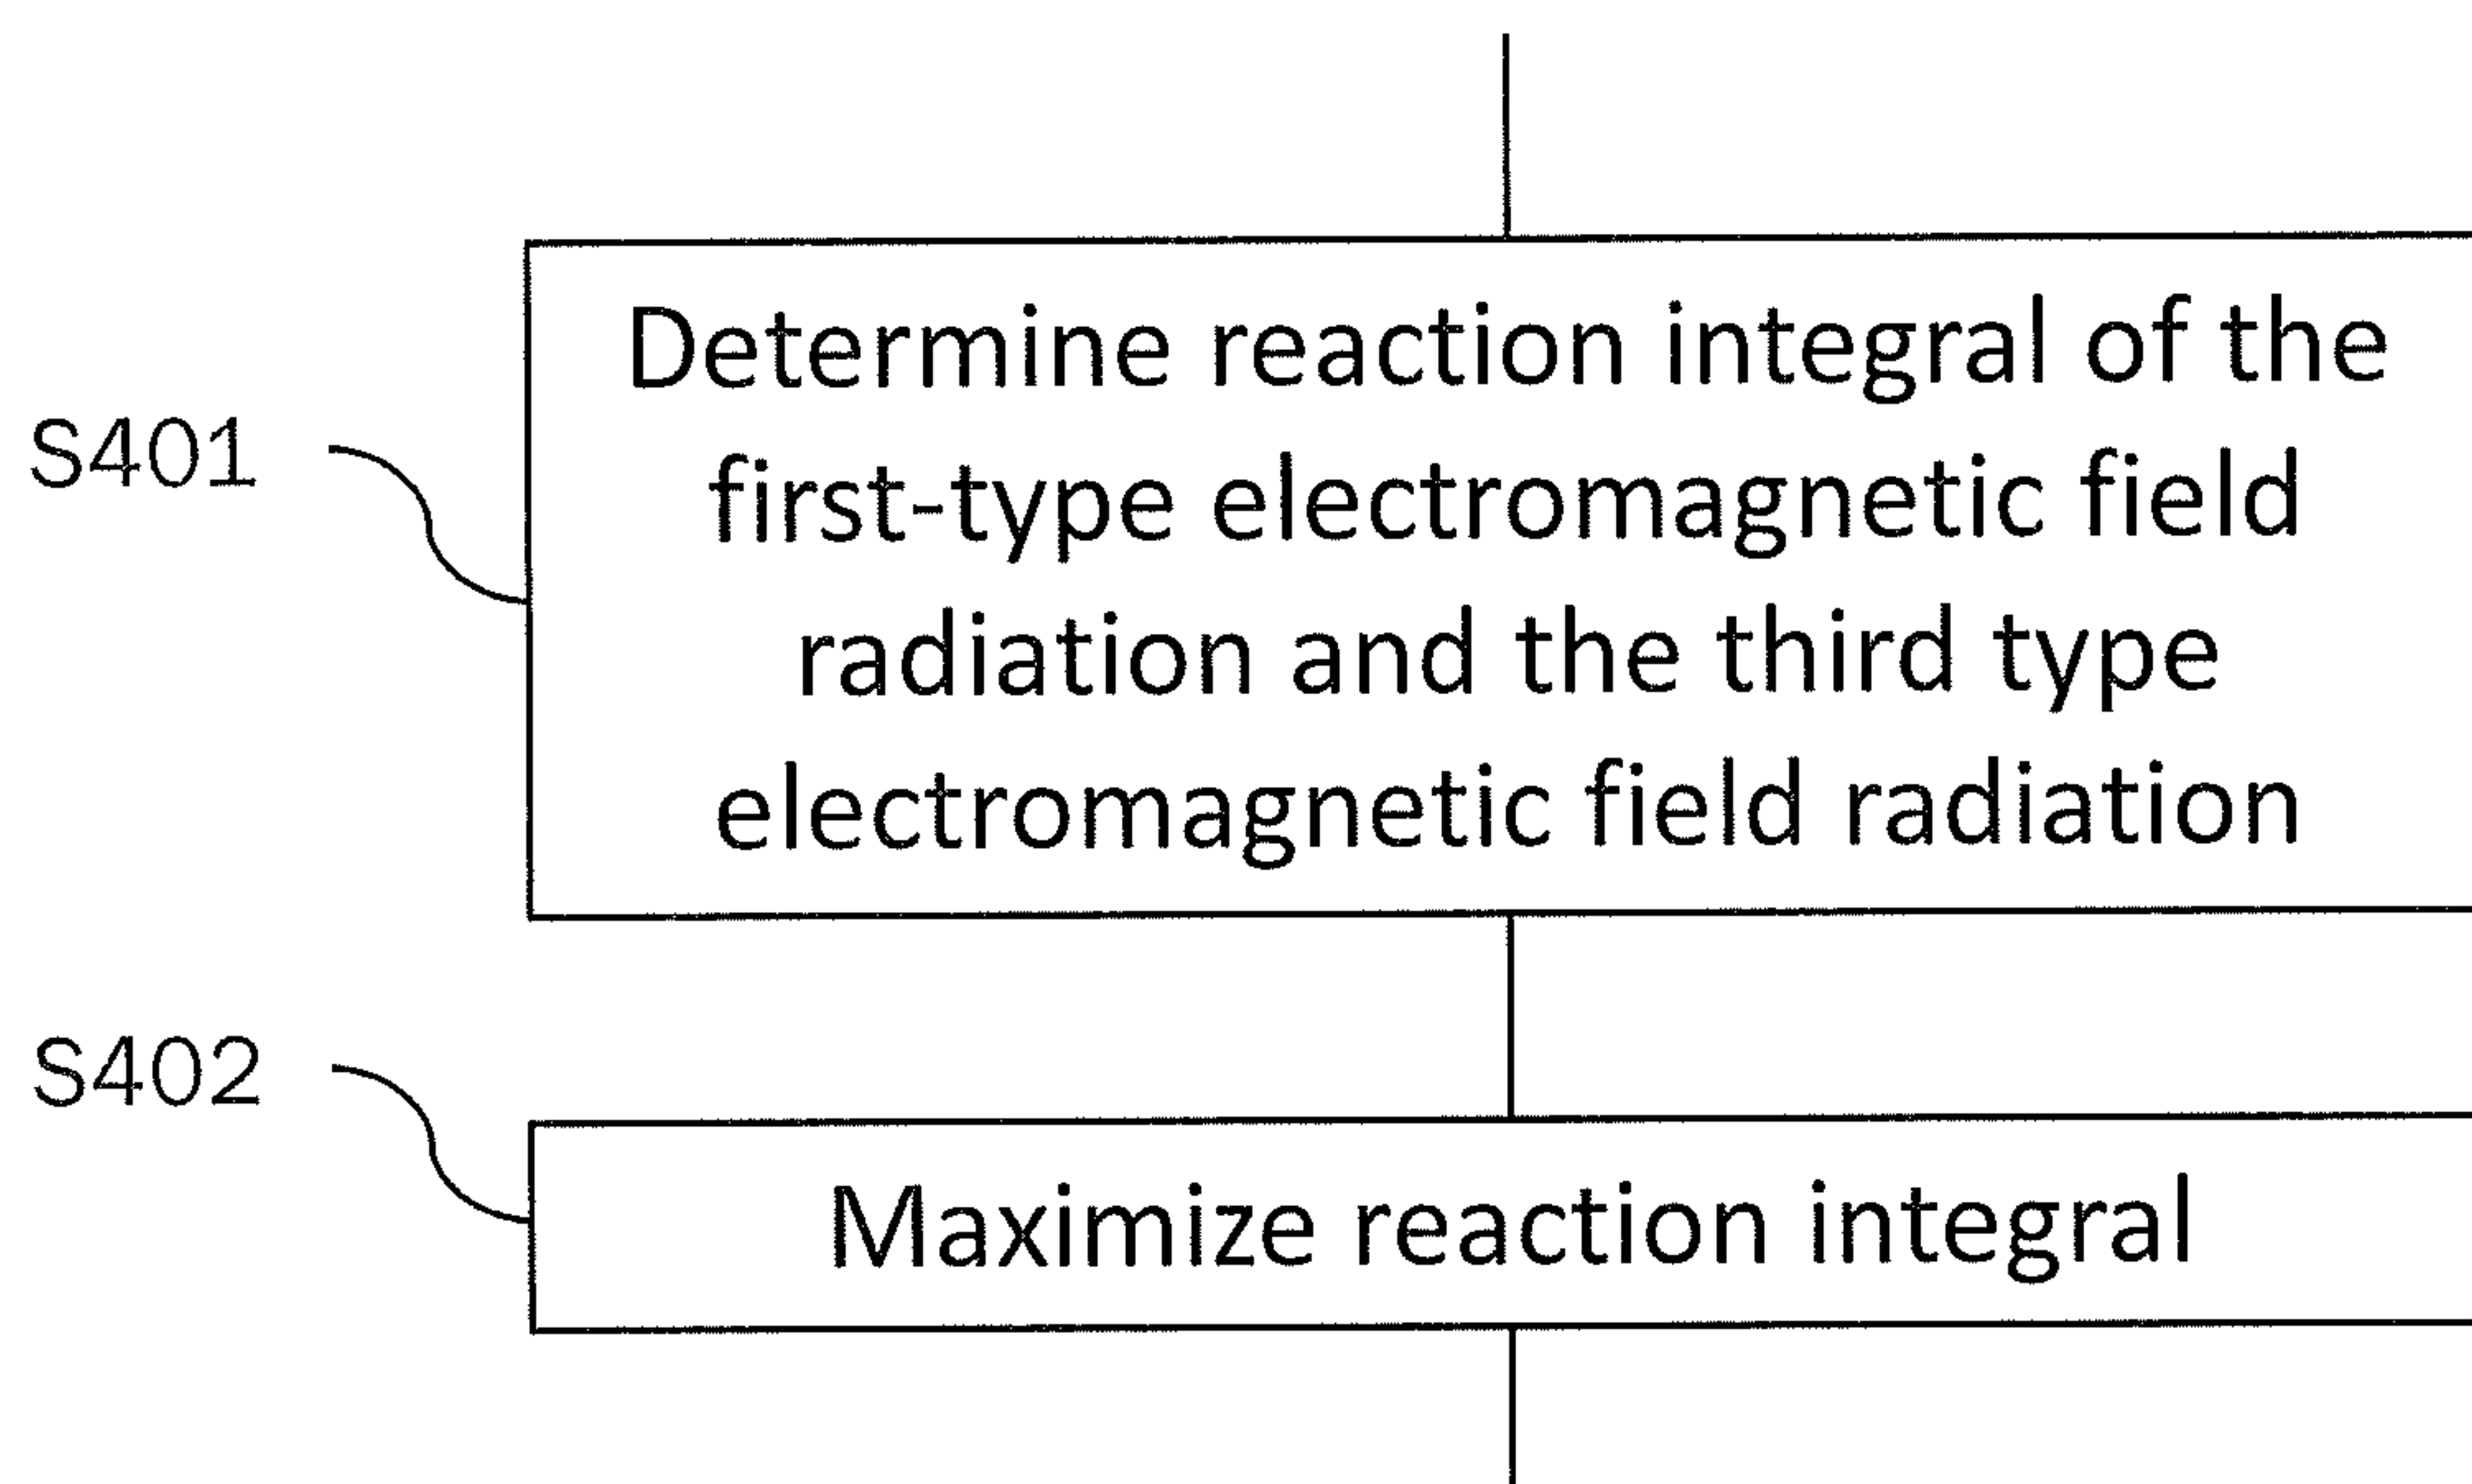 S401
Determine reaction integral of the
first-type electromagnetic field
radiation and the third type
electromagnetic field radiation
S402
Maximize reaction integral